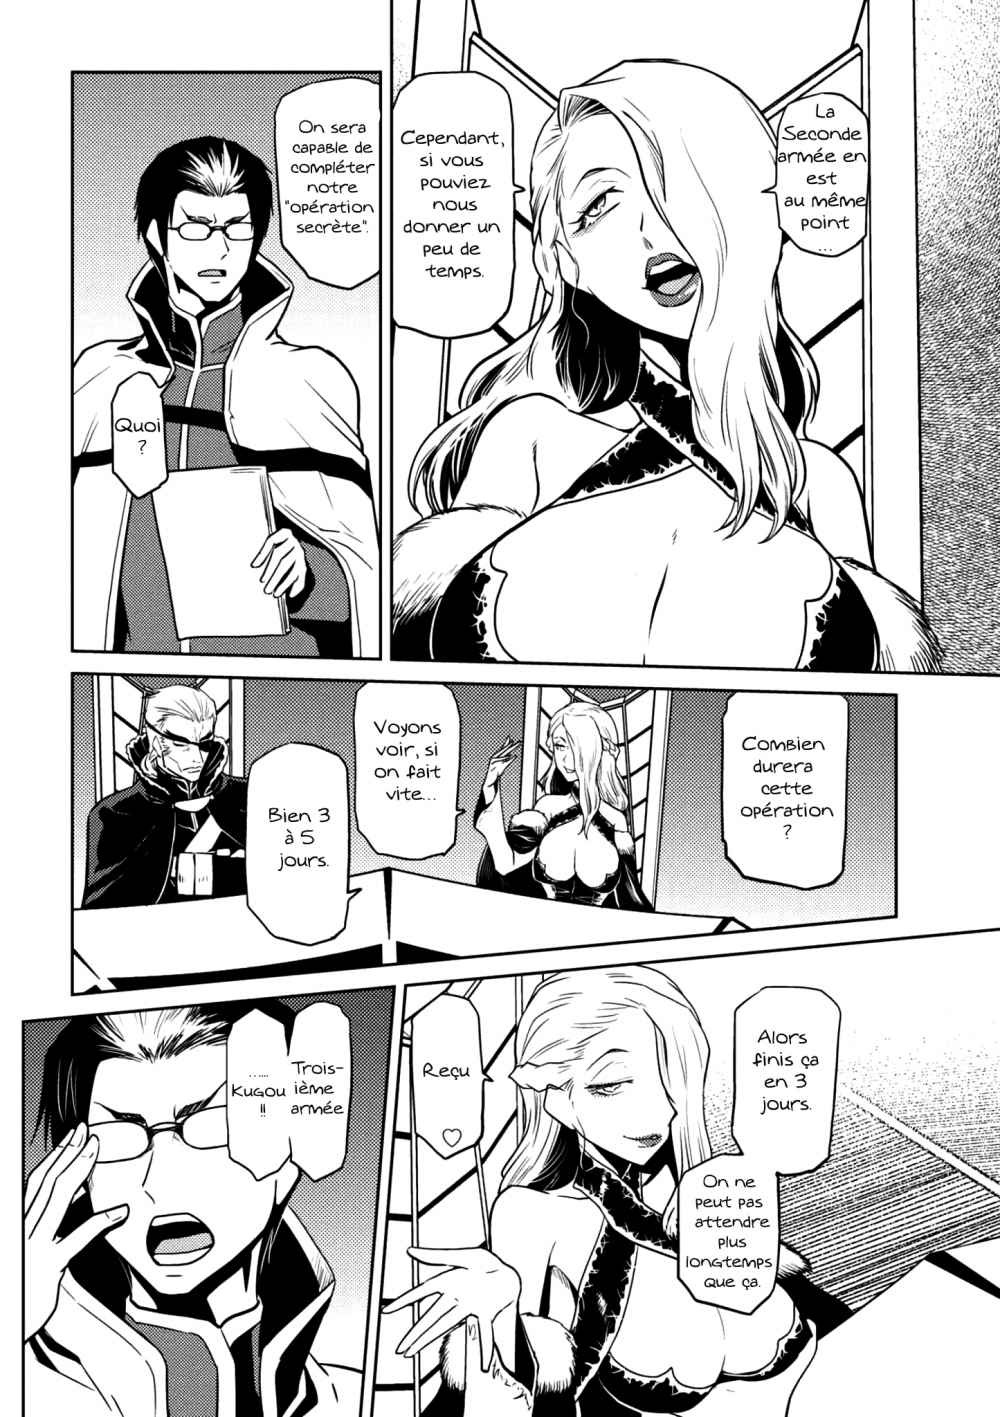 La
Seconde
armée en
est
au même
point
...
Cependant,
si vous
pouviez
nous
donner un
peu de
temps.
On sera
capable de
compléter
notre
"opération
secrète".
Quoi
?
Combien
durera
cette
opération
?
Voyons
voir, si
on fait
vite...
Bien 3
à 5
jours.
Alors
finis ça
en 3
jours.
On ne
peut pas
attendre
plus
longtemps
que ça.
Reçu
♡
Trois-
ième
armée
......
Kugou
!!